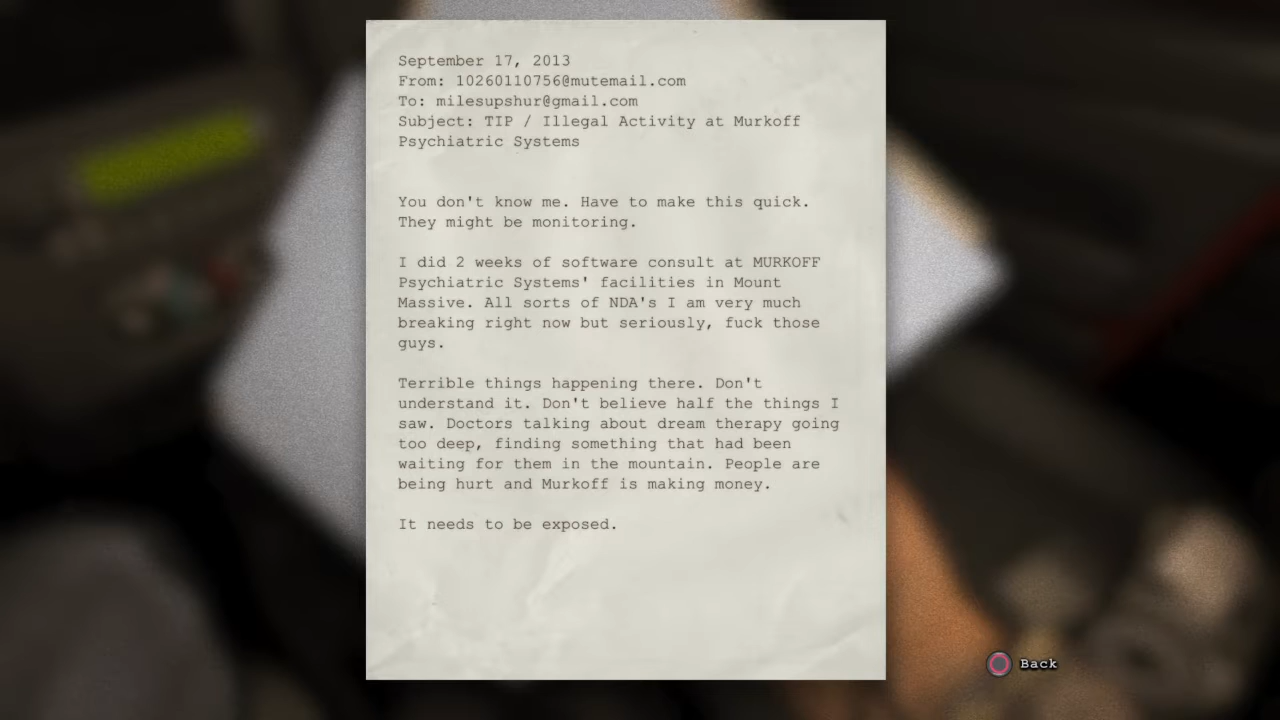 September 17, 2013
From: 10260110756@mutemail.com
To: milesupshur@gmail.com
Subject: TIP / Illegal Activity at Murkoff
Psychiatric Systems
You don't know me. Have to make this quick.
They might be monitoring.
I did 2 weeks of software consult at MURKOFF
Psychiatric Systems' facilities in Mount
Massive. All sorts of NDA's I am very much
breaking right now but seriously, fuck those
guys.
Terrible things happening there. Don't
understand it. Don't believe half the things I
saw. Doctors talking about dream therapy going
too deep, finding something that had been
waiting for them in the mountain. People are
being hurt and Murkoff is making money.
It needs to be exposed.
Back